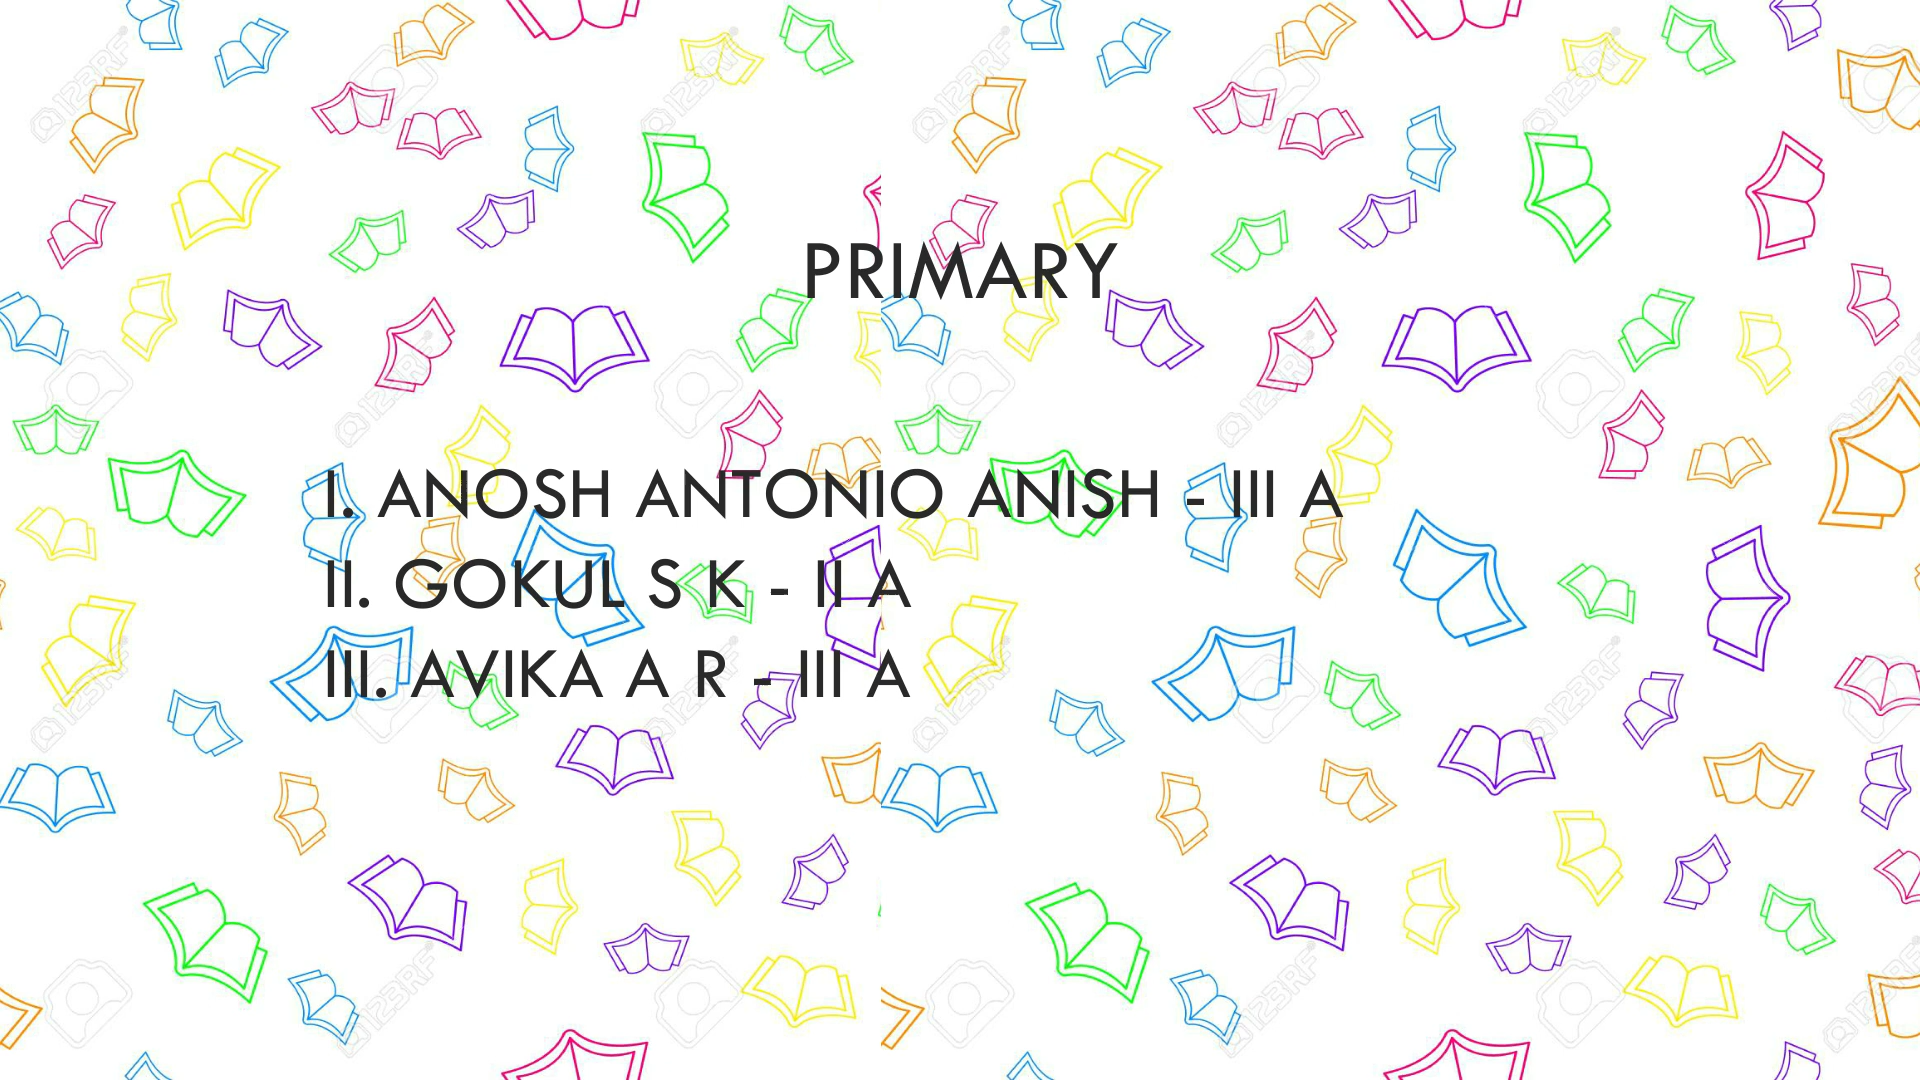 PRIMARY
I. ANOSH ANTONIO ANISH - III A
II. GOKUL S K - II A
III. AVIKA A R - III A